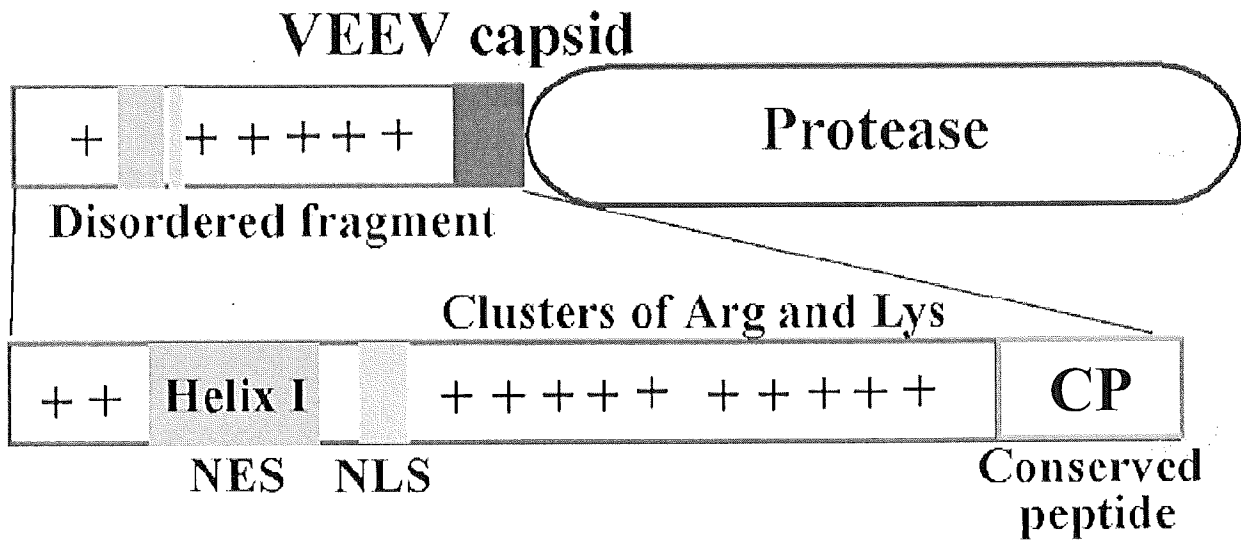 VEEV capsid
+ + + + + +
Protease
Disordered fragment
Clusters of Arg and Lys
+ + Helix I + + + + + + + + + + CP
NES NLS Conserved
peptide